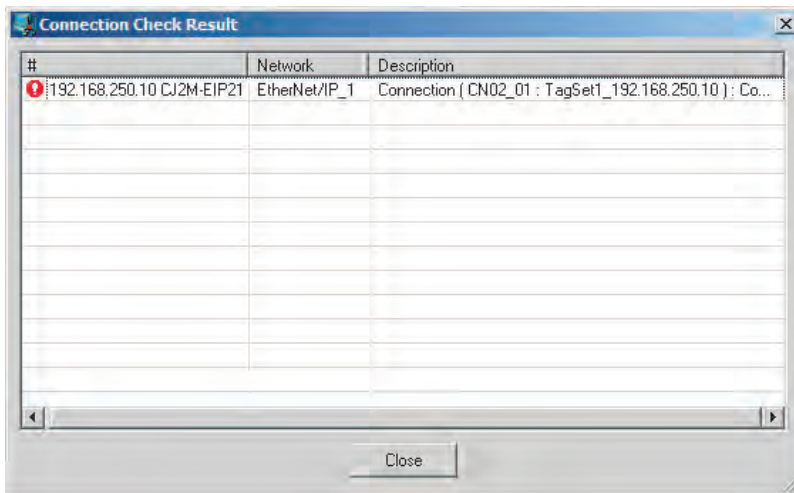 Connection Check Result
# Network Description
192.168.250.10 CJ2M-EIP21 EtherNet/IP_1 Connection ( CN02_01 : TagSet1_192.168.250.10 ) : Co...
Close